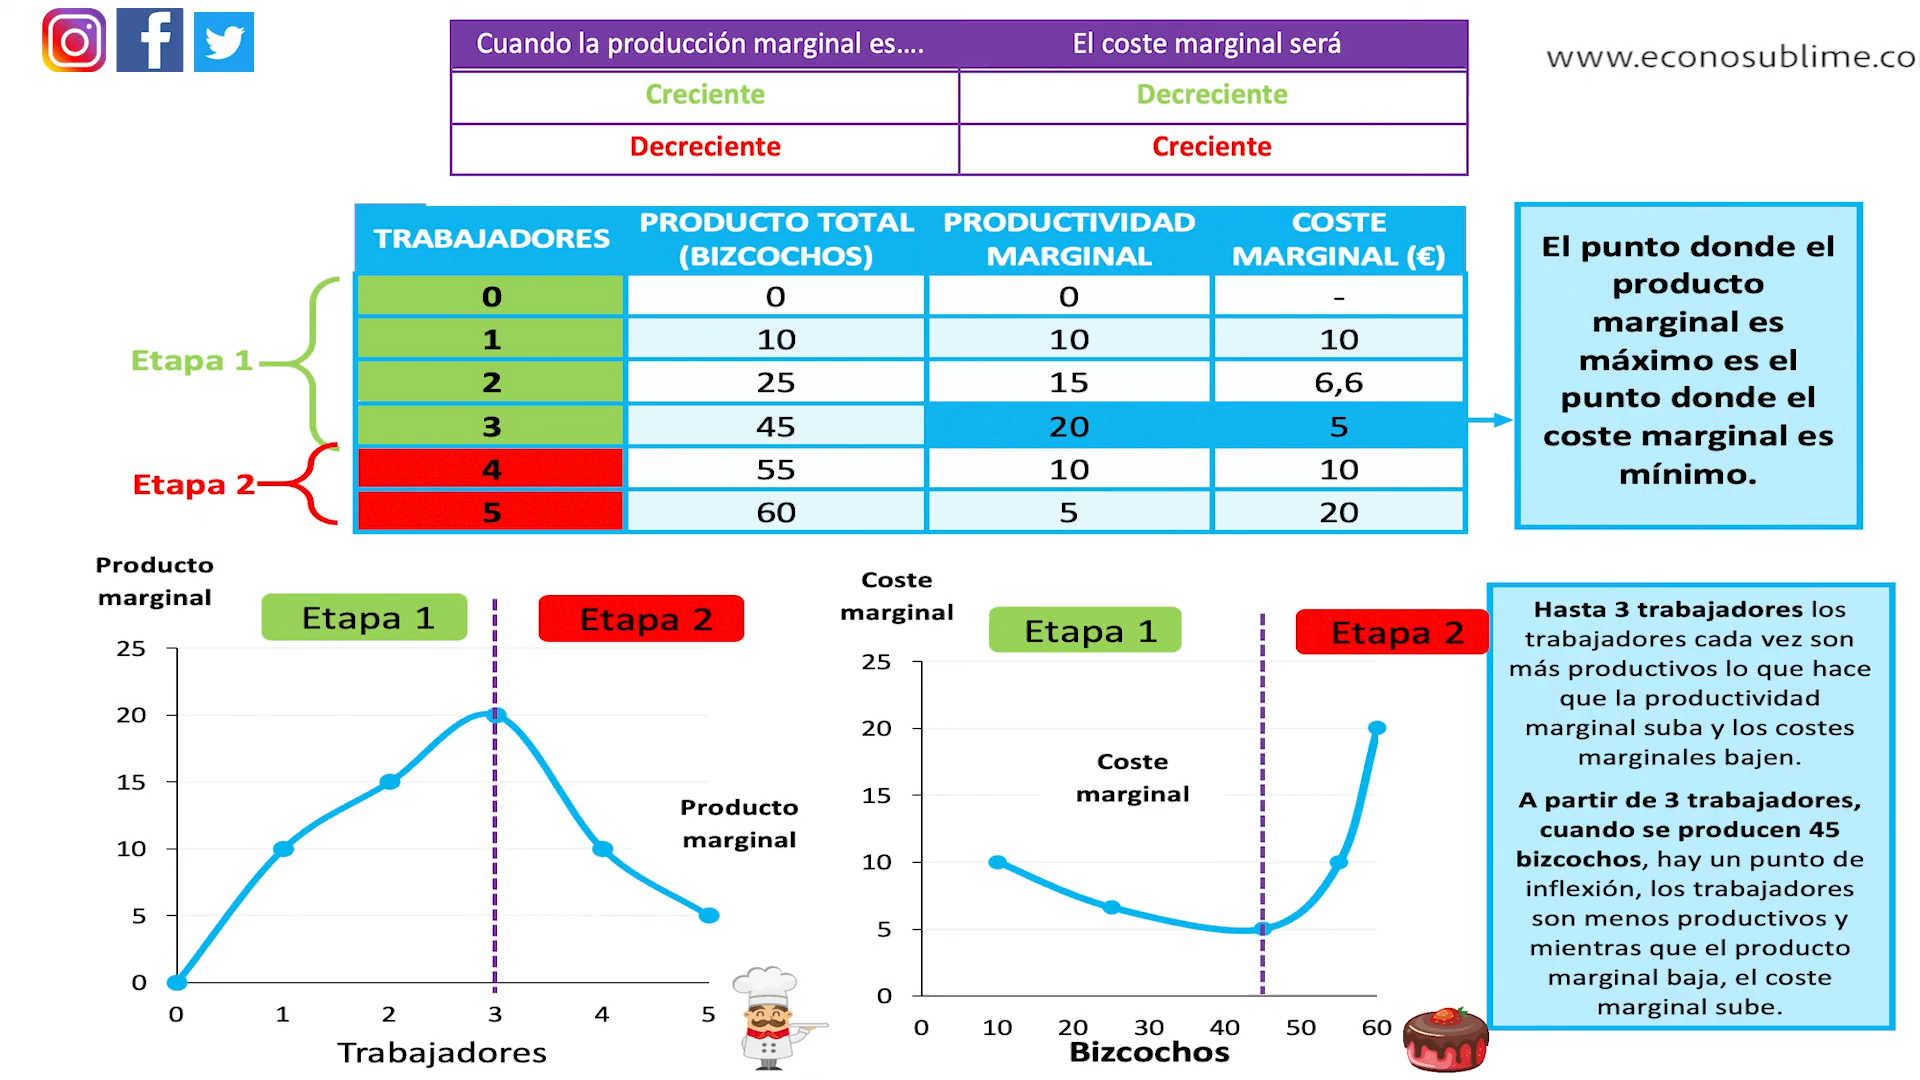 Cuando la producción marginal es.... El coste marginal será
www.econosublime.co
Creciente Decreciente
Decreciente Creciente
TRABAJADORES PRODUCTO TOTAL (BIZCOCHOS) PRODUCTIVIDAD MARGINAL COSTE MARGINAL (€)
0 0 0 -
1 10 10 10
2 25 15 6,6
3 45 20 5
4 55 10 10
5 60 5 20
Etapa 1
Etapa 2
El punto donde el
producto
marginal es
máximo es el
punto donde el
coste marginal es
mínimo.
Producto
marginal
Etapa 1
Etapa 2
25
20
15
10
5
0
Producto
marginal
0 1 2 3 4 5
Trabajadores
Coste
marginal
Etapa 1
Etapa 2
25
20
15
10
5
0
Coste
marginal
0 10 20 30 40 50 60
Bizcochos
Hasta 3 trabajadores los
trabajadores cada vez son
más productivos lo que hace
que la productividad
marginal suba y los costes
marginales bajen.
A partir de 3 trabajadores,
cuando se producen 45
bizcochos, hay un punto de
inflexión, los trabajadores
son menos productivos y
mientras que el producto
marginal baja, el coste
marginal sube.